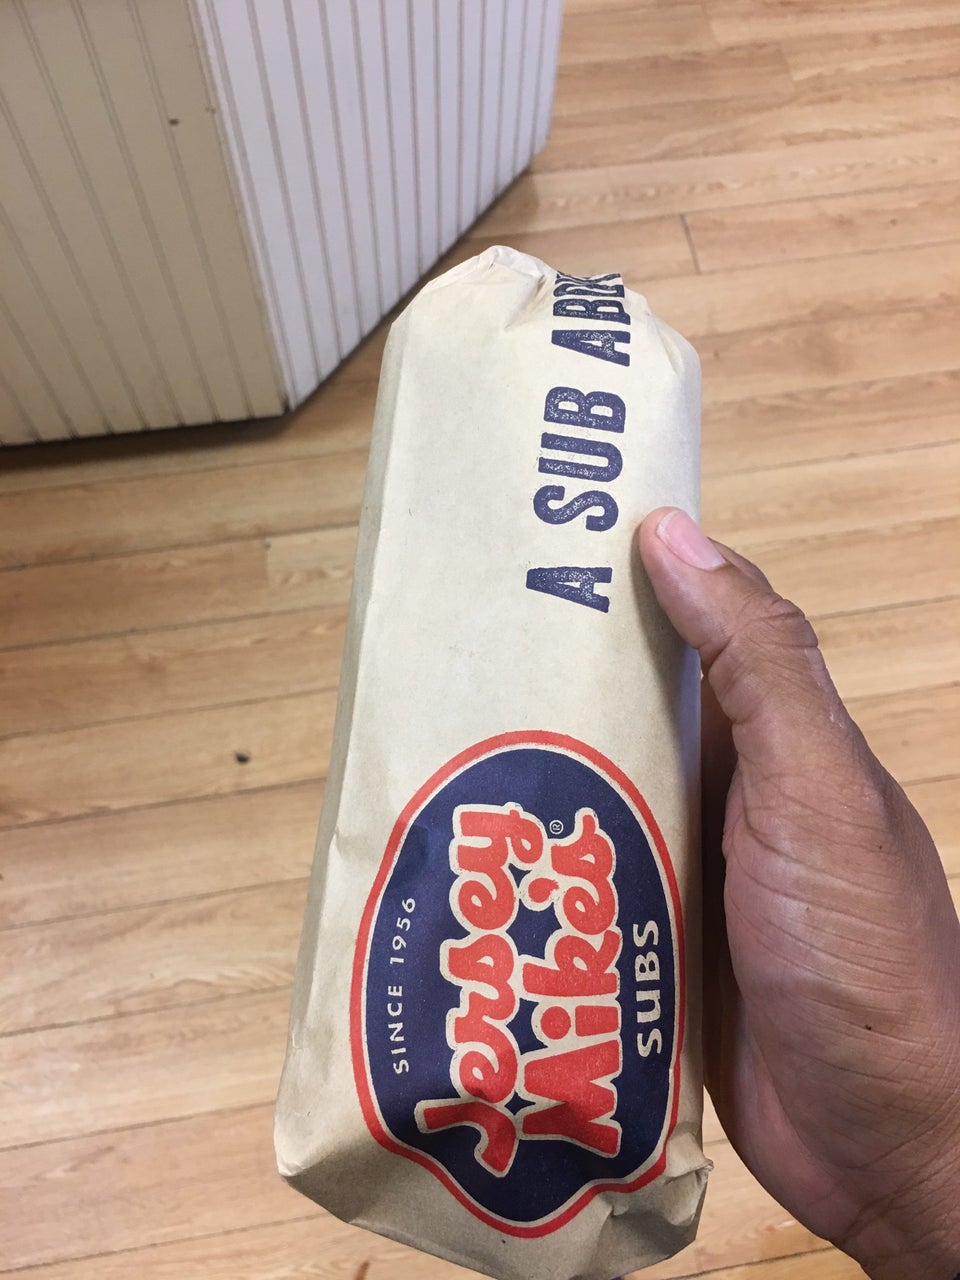 A SUB
SINCE 1956
Jersey
Mike's®
SUBS